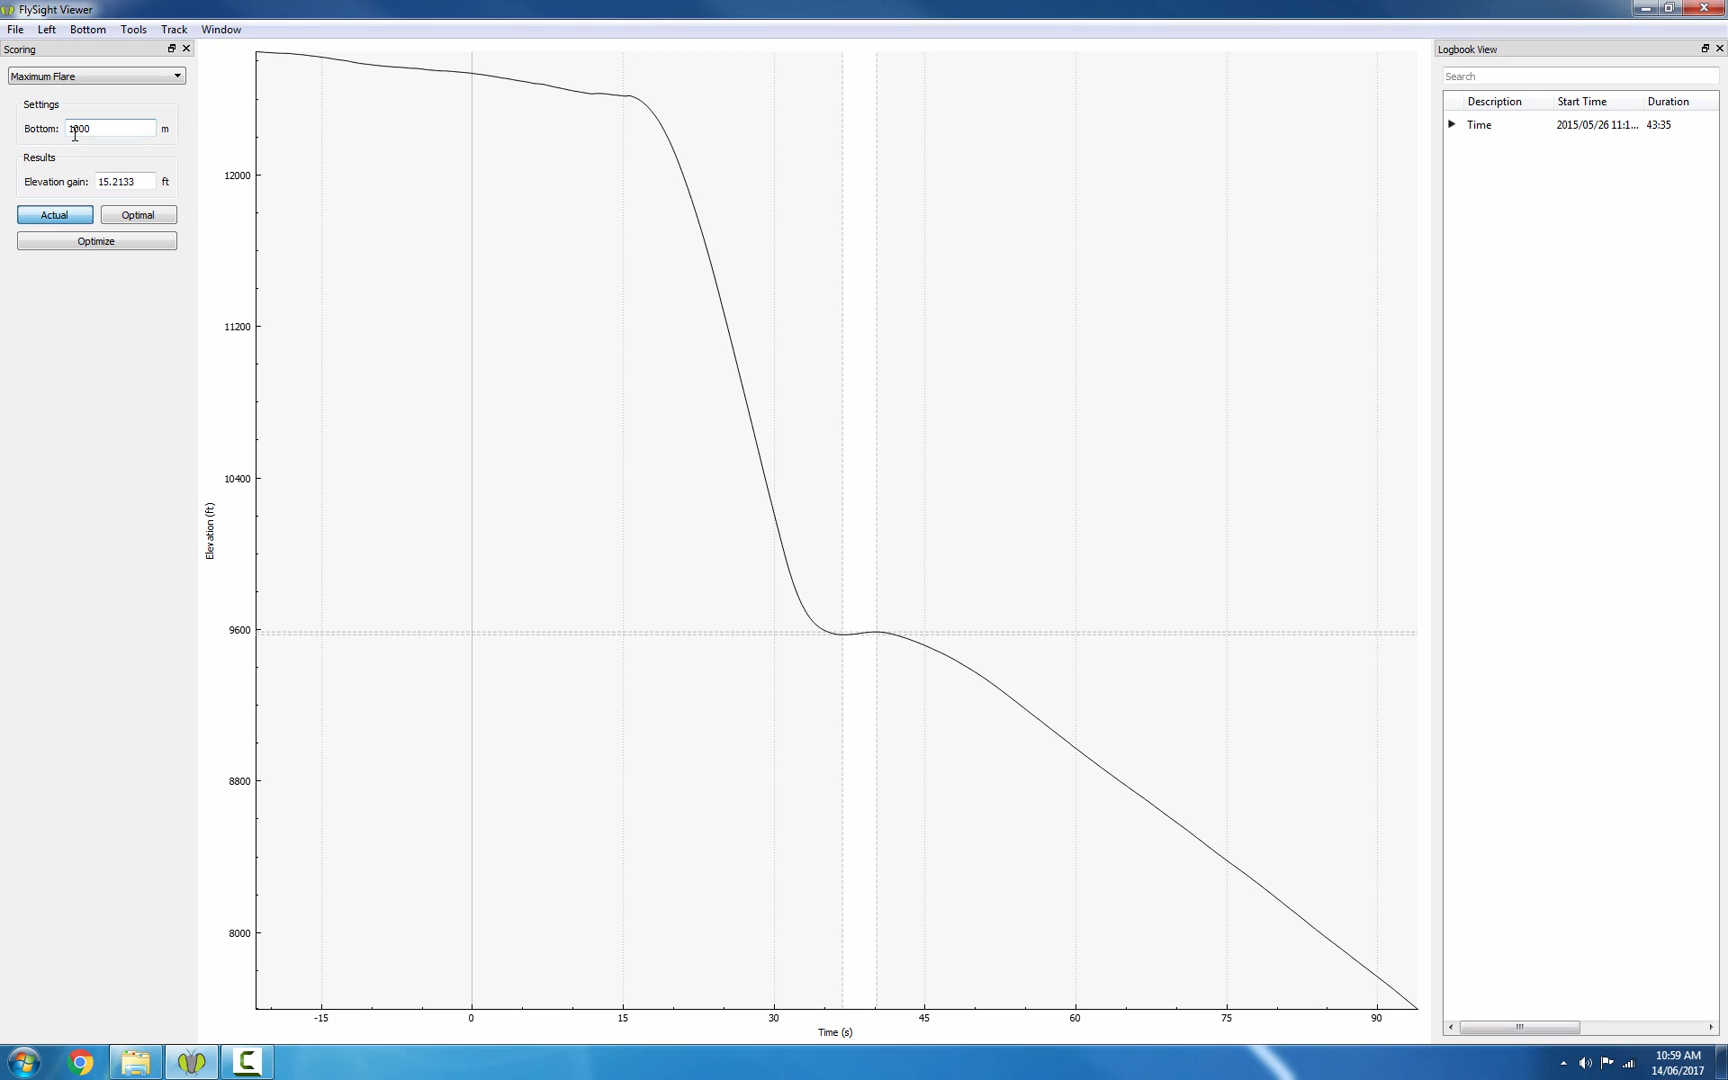 FlySight Viewer
File Left Bottom Tools Track Window
Scoring
Maximum Flare
Settings
Bottom: 1000 m
Results
Elevation gain: 15.2133 ft
Actual Optimal
Optimize
12000
11200
10400
9600
8800
8000
Elevation (ft)
-15 0 15 30 45 60 75 90
Time (s)
Logbook View
Search
Description Start Time Duration
Time 2015/05/26 11:1... 43:35
10:59 AM
14/06/2017